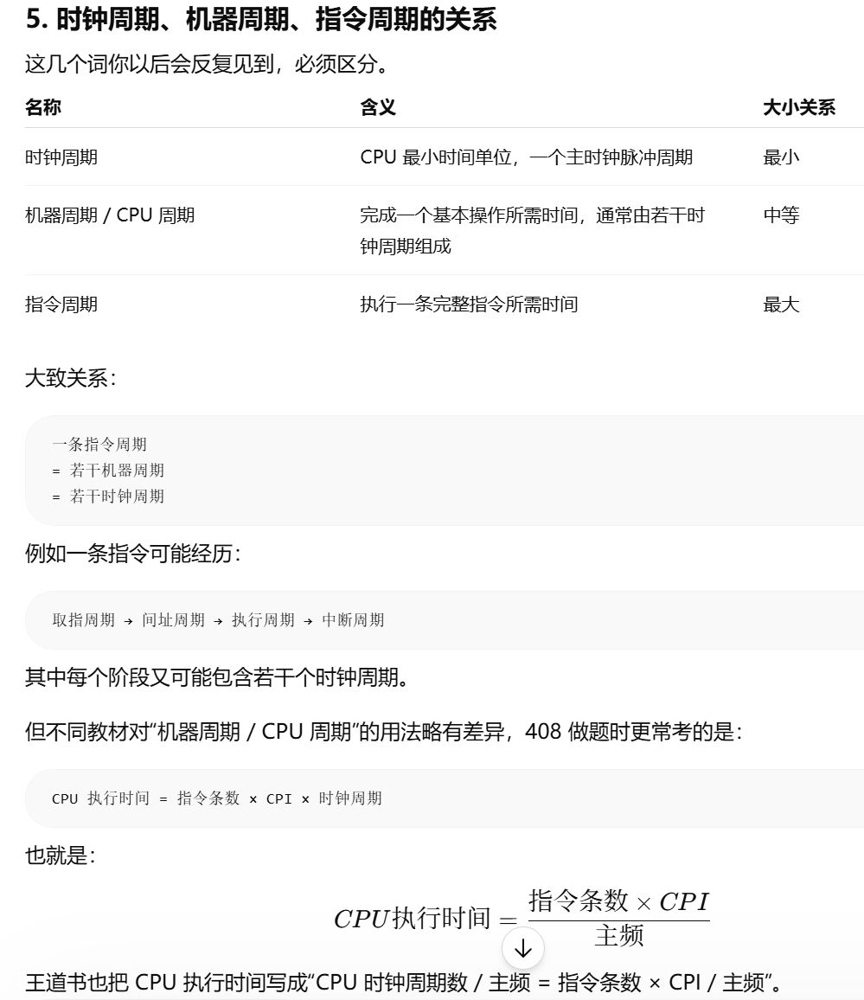 5. 时钟周期、机器周期、指令周期的关系
这几个词你以后会反复见到，必须区分。
名称 含义 大小关系
时钟周期 CPU 最小时间单位，一个主时钟脉冲周期 最小
机器周期 / CPU 周期 完成一个基本操作所需时间，通常由若干时 中等
钟周期组成
指令周期 执行一条完整指令所需时间 最大
大致关系：
一条指令周期
= 若干机器周期
= 若干时钟周期
例如一条指令可能经历：
取指周期 → 间址周期 → 执行周期 → 中断周期
其中每个阶段又可能包含若干个时钟周期。
但不同教材对“机器周期 / CPU 周期”的用法略有差异，408 做题时更常考的是：
CPU 执行时间 = 指令条数 × CPI × 时钟周期
也就是：
CPU执行时间 = 指令条数 × CPI
主频
王道书也把 CPU 执行时间写成“CPU 时钟周期数 / 主频 = 指令条数 × CPI / 主频”。